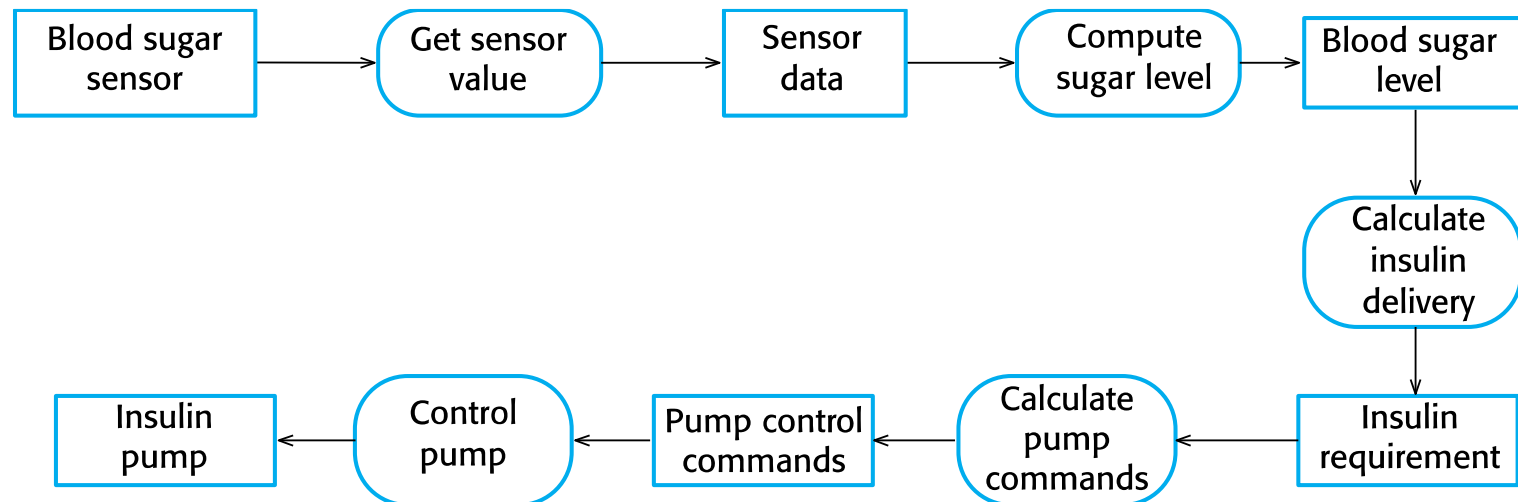 Blood sugar
sensor
Get sensor
value
Sensor
data
Compute
sugar level
Blood sugar
level
Calculate
insulin
delivery
Insulin
requirement
Calculate
pump
commands
Pump control
commands
Control
pump
Insulin
pump